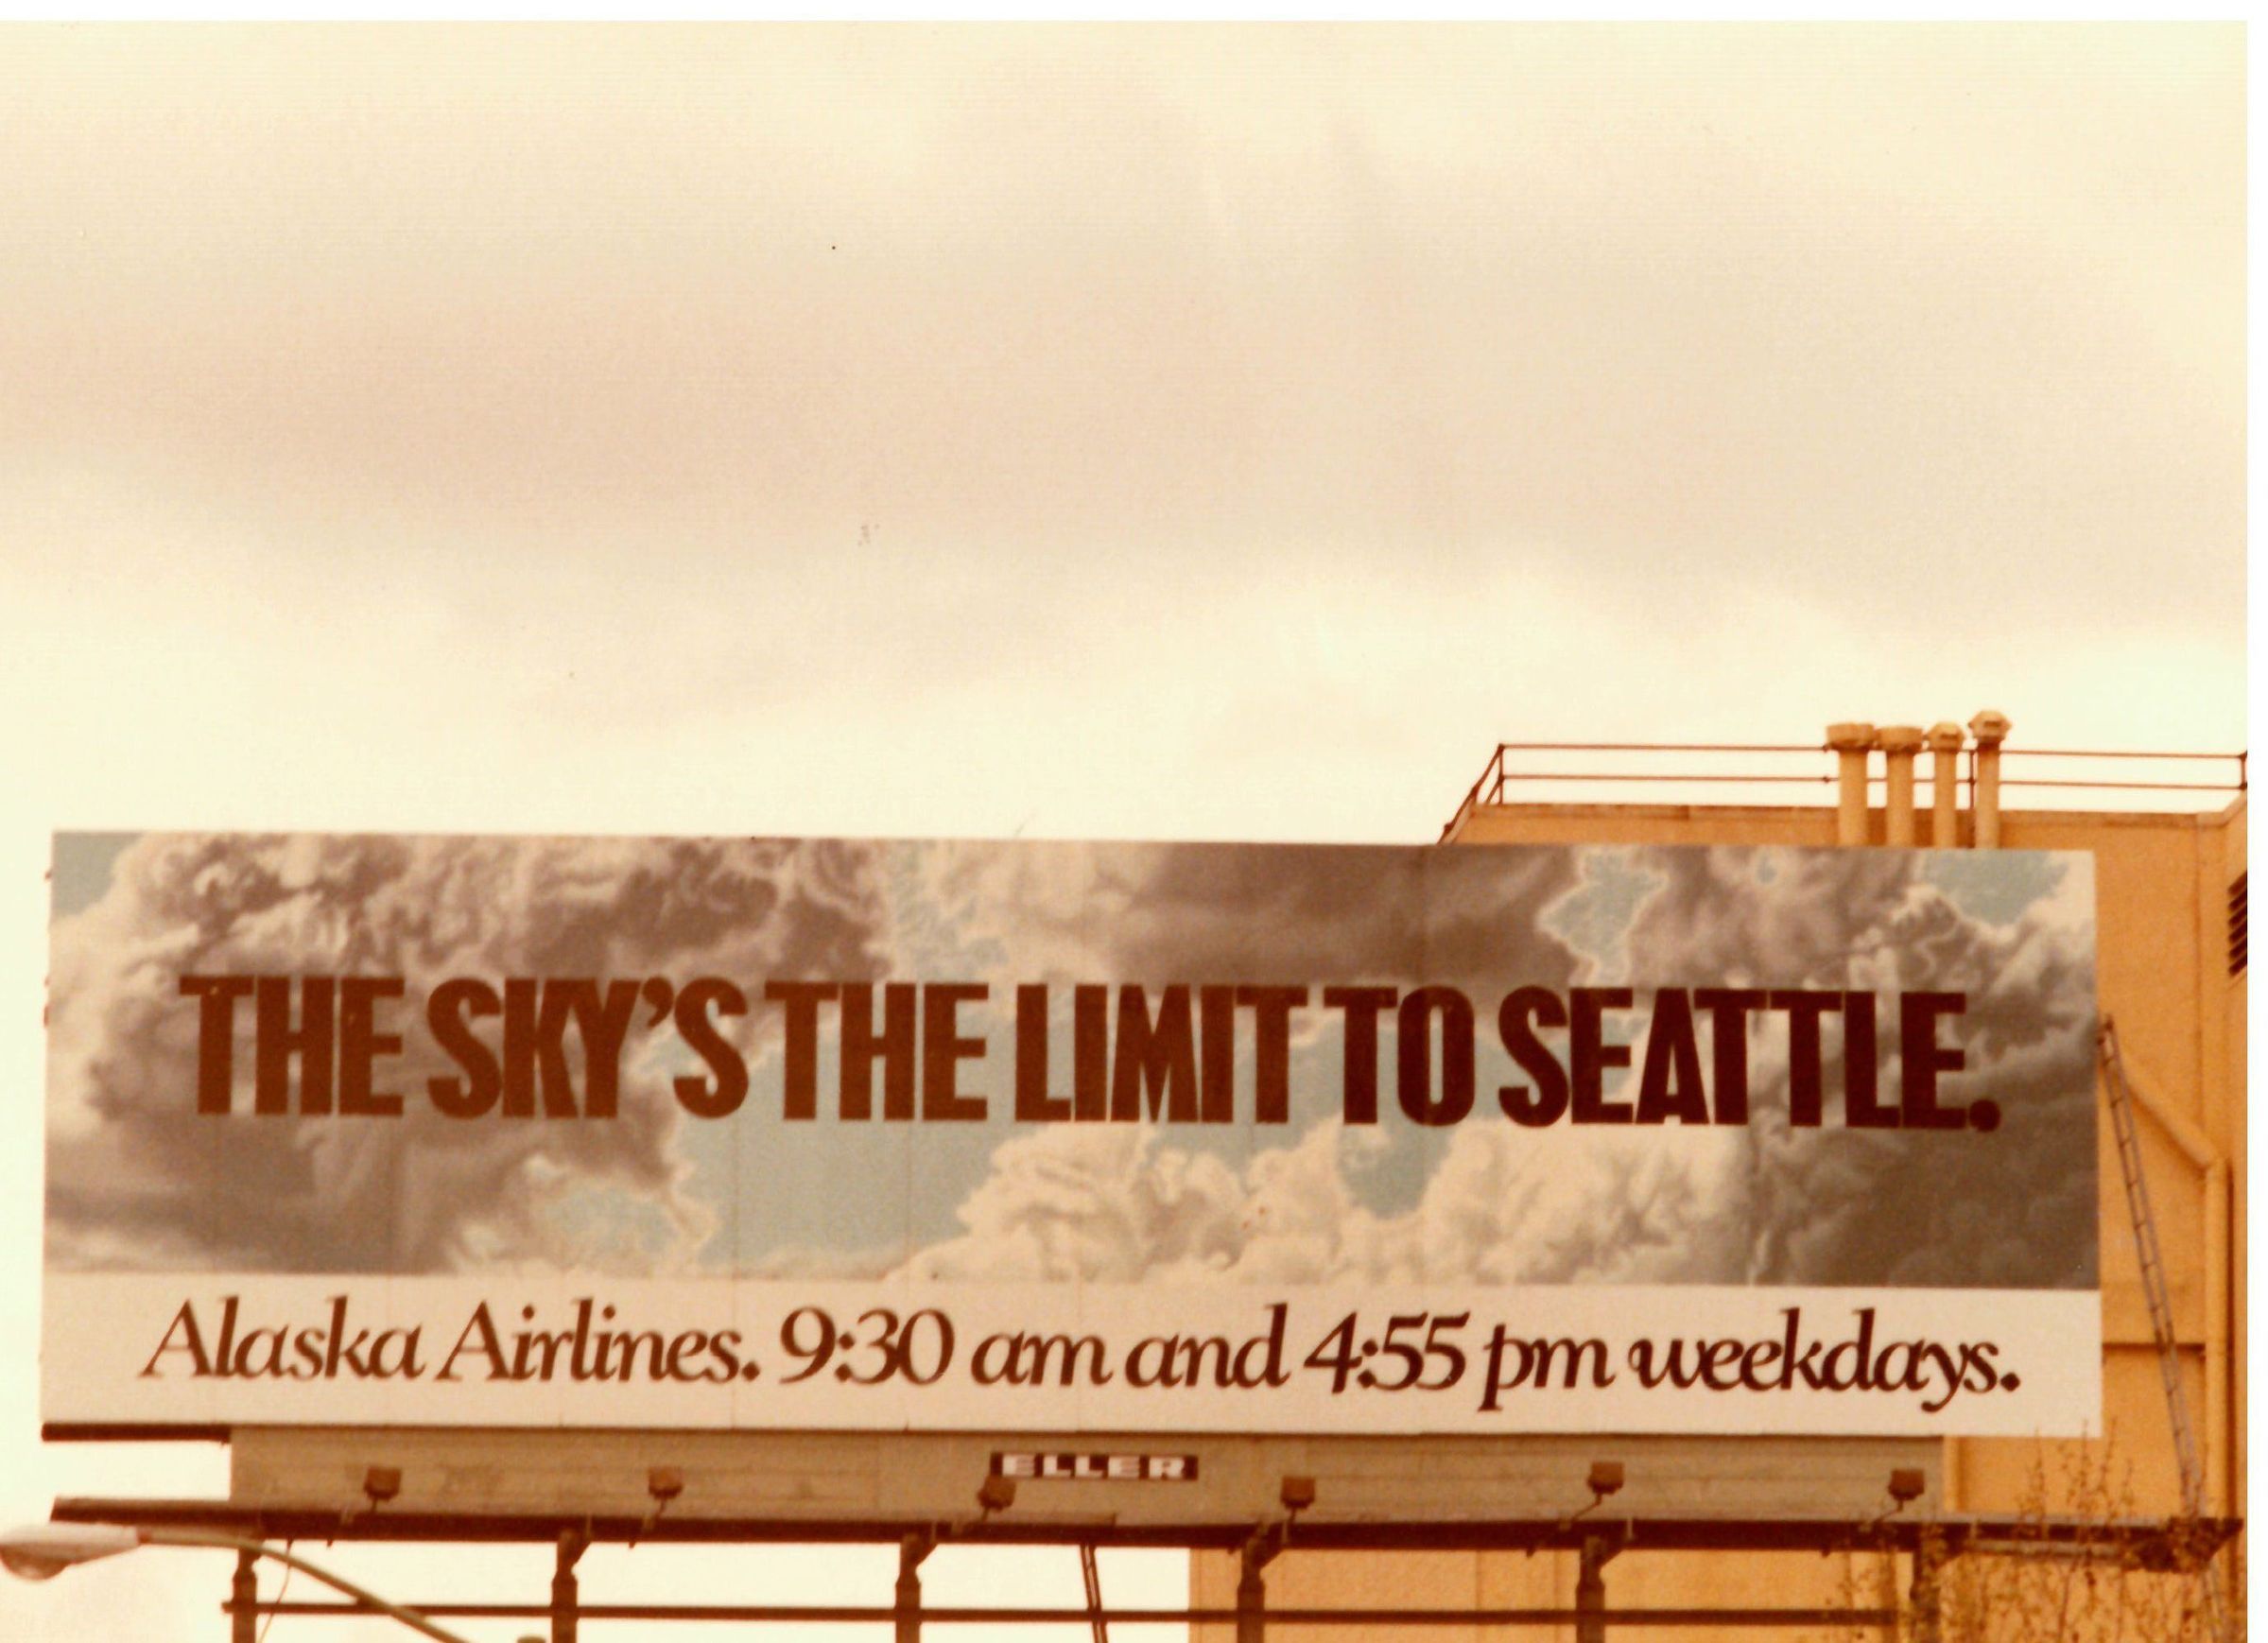 THE SKY'S THE LIMIT TO SEATTLE.
Alaska Airlines. 9:30 am and 4:55 pm weekdays.
ELLER